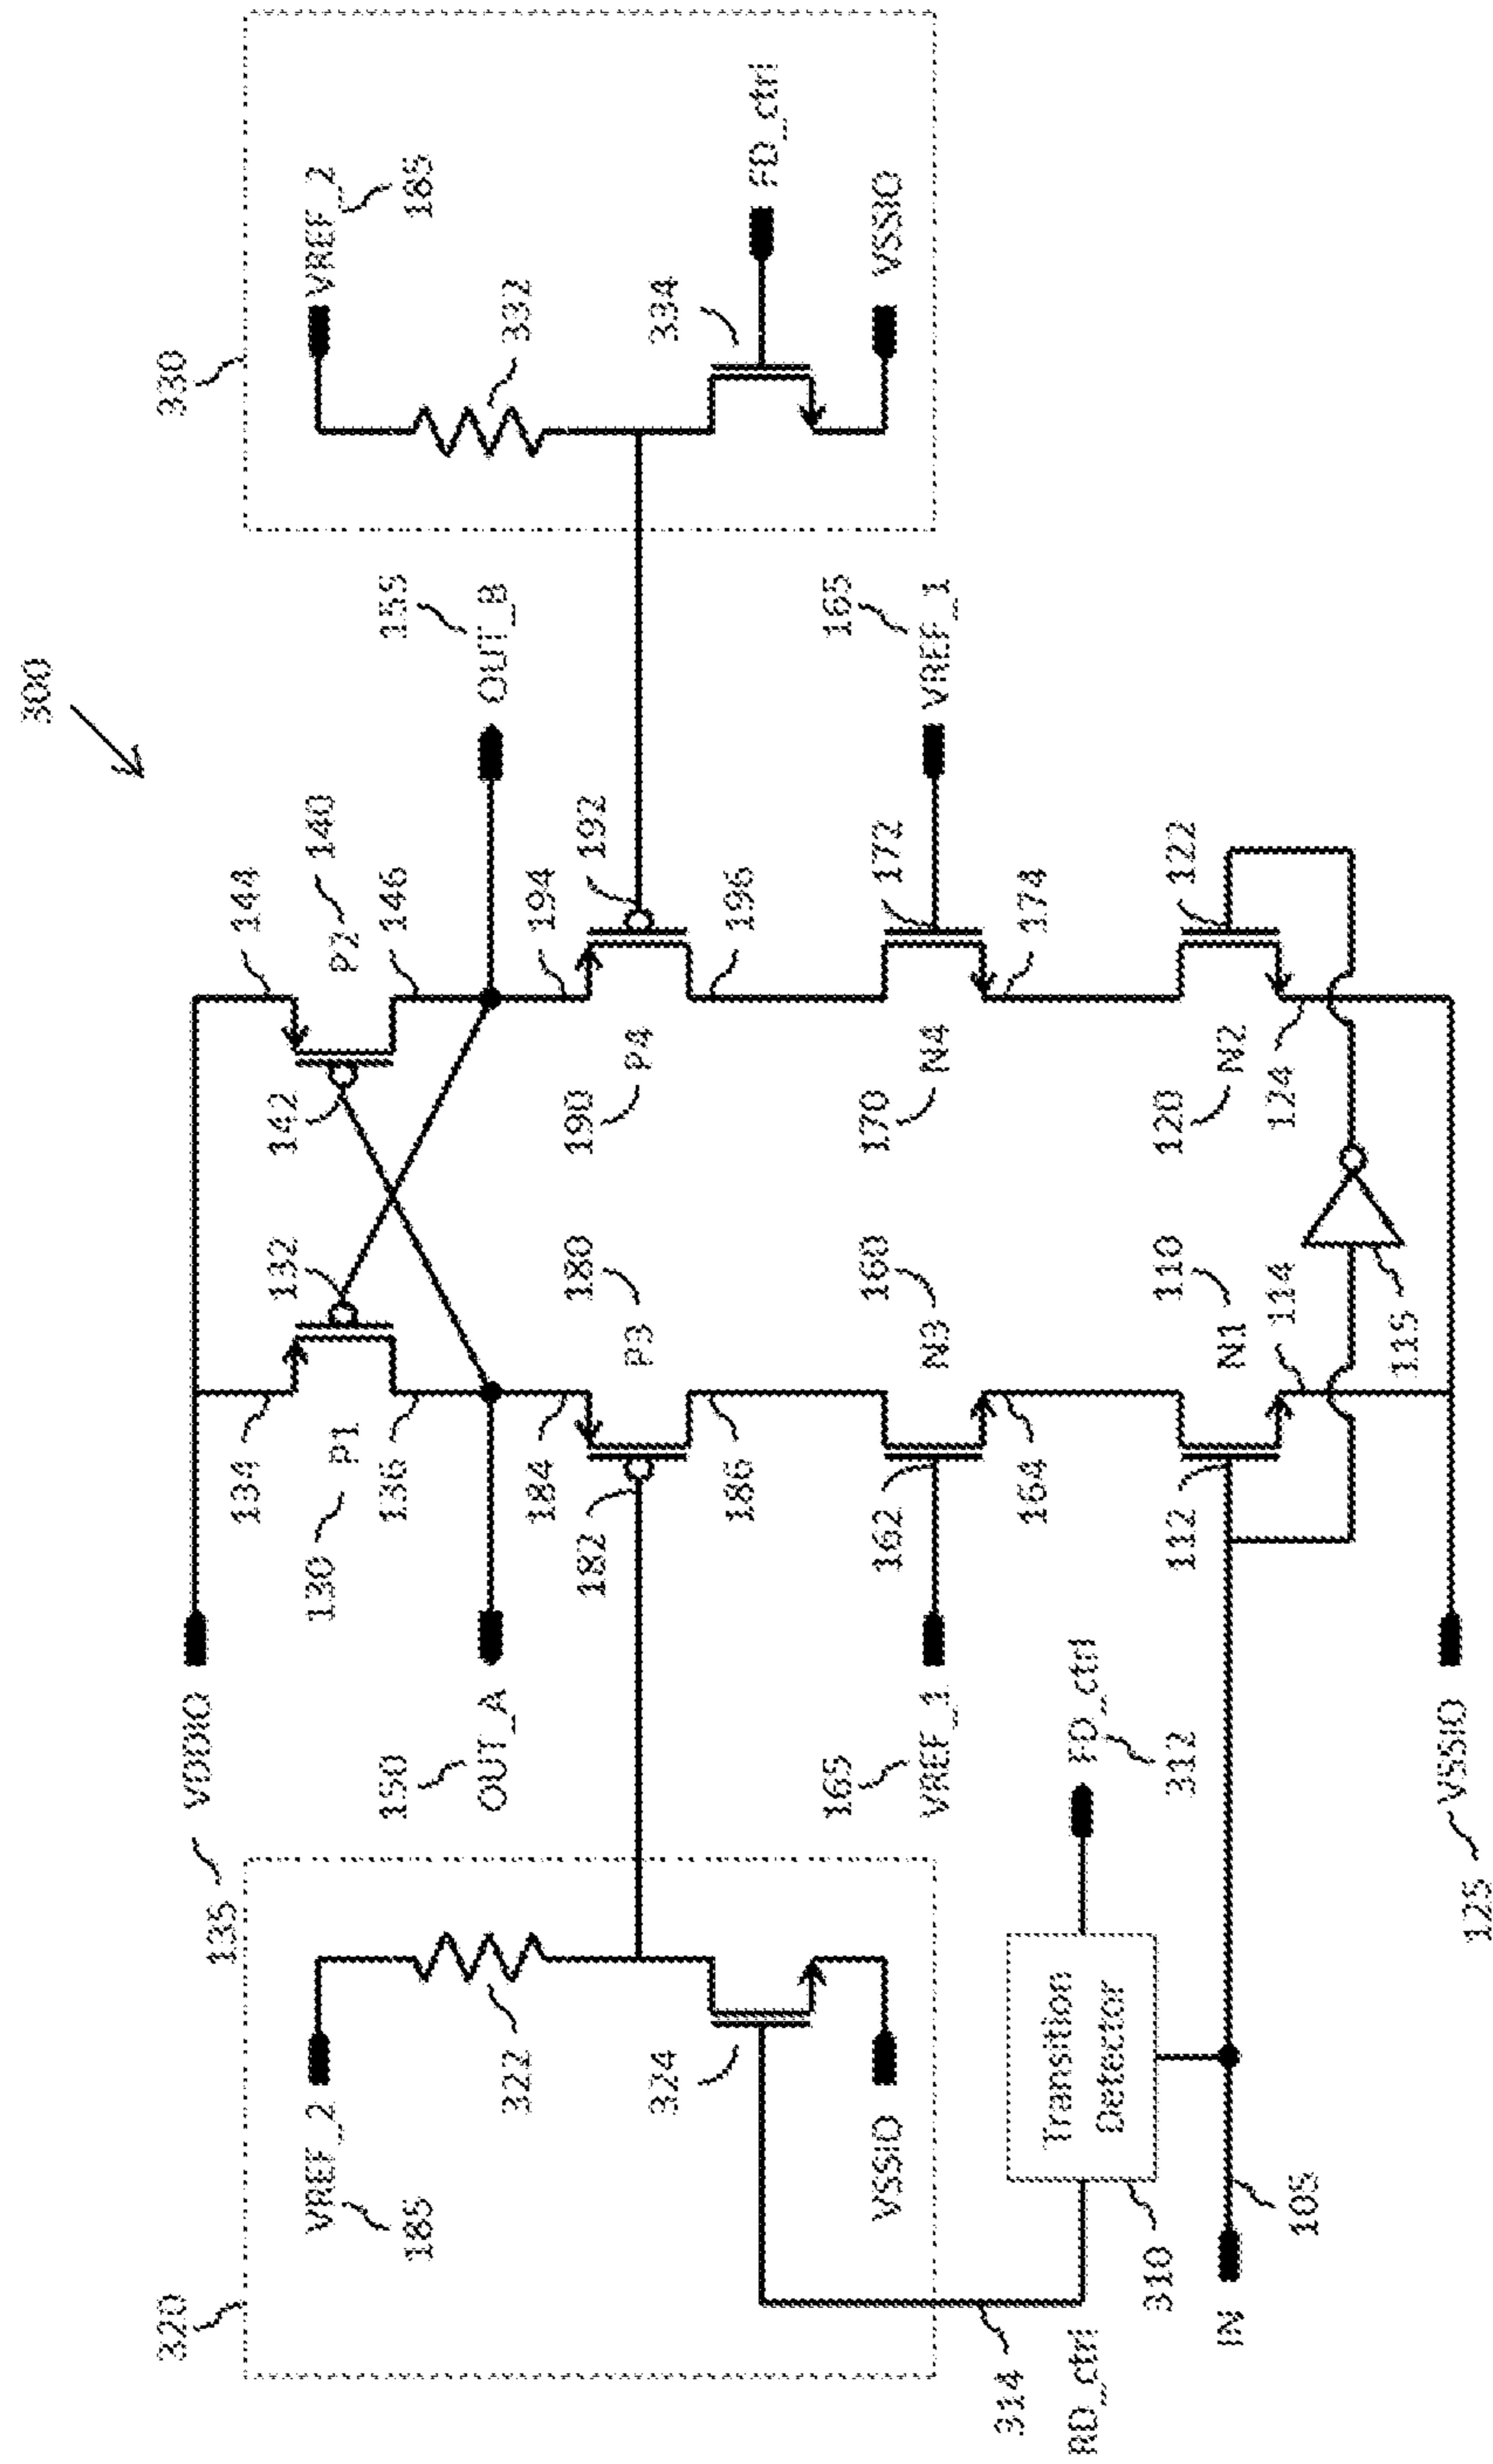 300
320
330
VREF_2
185
322
324
VSSIO
135
VDDIO
130
P1
134
132
136
150
OUT_A
182
184
P3
180
186
165
VREF_1
162
N3
160
164
112
N1
110
114
115
144
P2
140
142
146
155
OUT_B
194
192
190
P4
196
172
165
VREF_1
170
N4
174
122
120
N2
124
VREF_2
185
332
334
FD_ctrl
VSSIO
Transition
Detector
310
FD_ctrl
312
314
RD_ctrl
IN
105
VSSIO
125